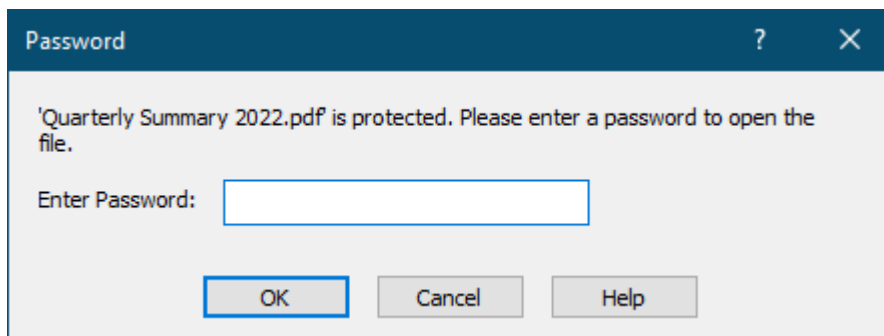 Password ?
'Quarterly Summary 2022.pdf' is protected. Please enter a password to open the
file.
Enter Password:
OK Cancel Help